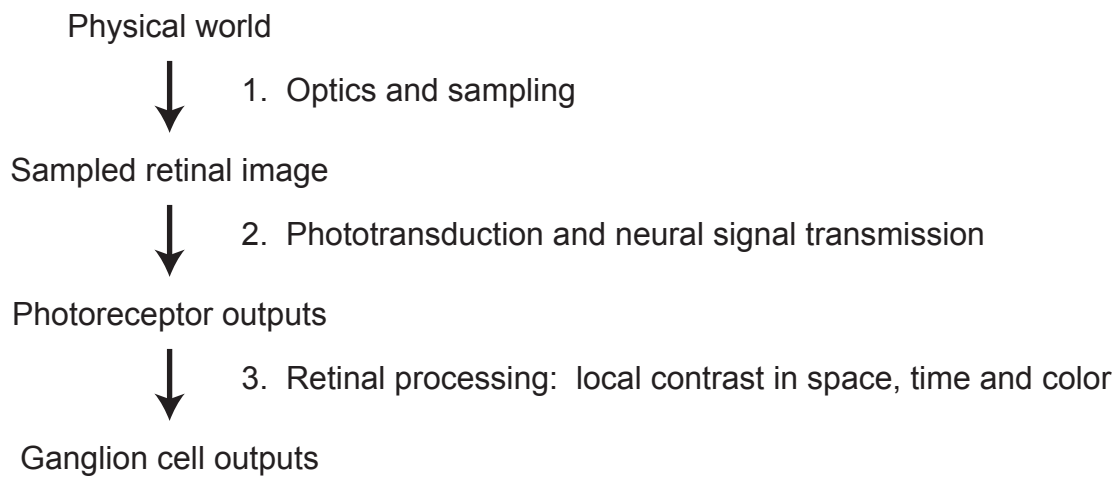 Physical world
1. Optics and sampling
Sampled retinal image
2. Phototransduction and neural signal transmission
Photoreceptor outputs
3. Retinal processing: local contrast in space, time and color
Ganglion cell outputs